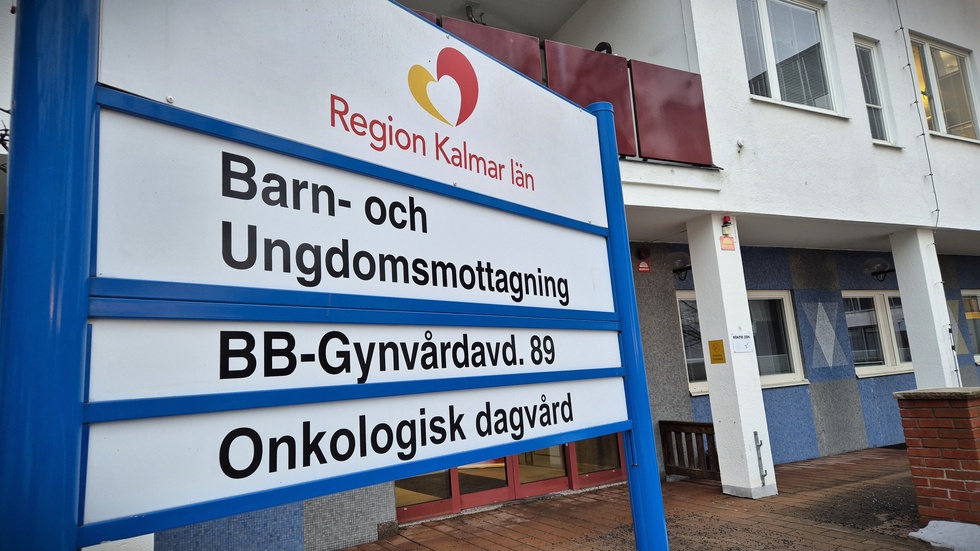 Region Kalmar län
Barn- och
Ungdomsmottagning
BB-Gynvårdavd. 89
Onkologisk dagvård